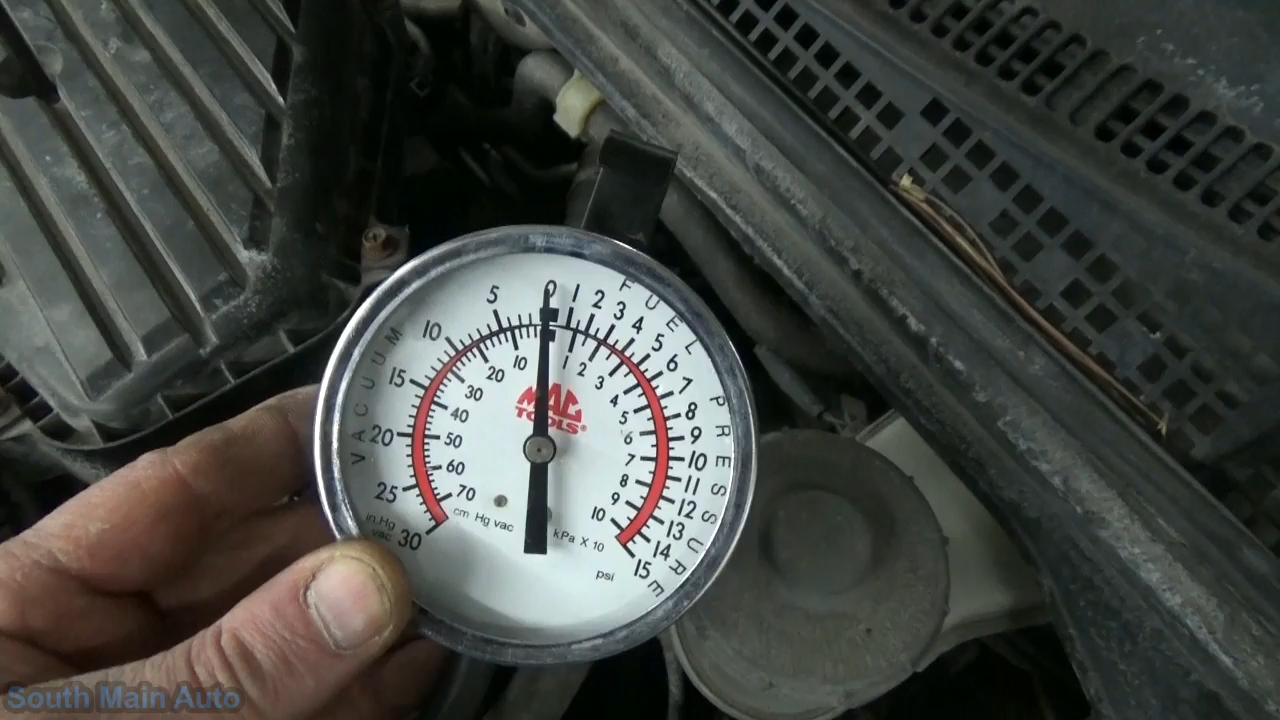 VACUUM
FUEL PRESSURE
5 0 1 2 3 4 5 6 7 8 9 10 11 12 13 14 15
10
15
20
25
30
in.Hg
vac
10 20 30 40 50 60 70
cm Hg vac
1 2 3 4 5 6 7 8 9 10
kPa X 10
psi
MAC
TOOLS®
South Main Auto